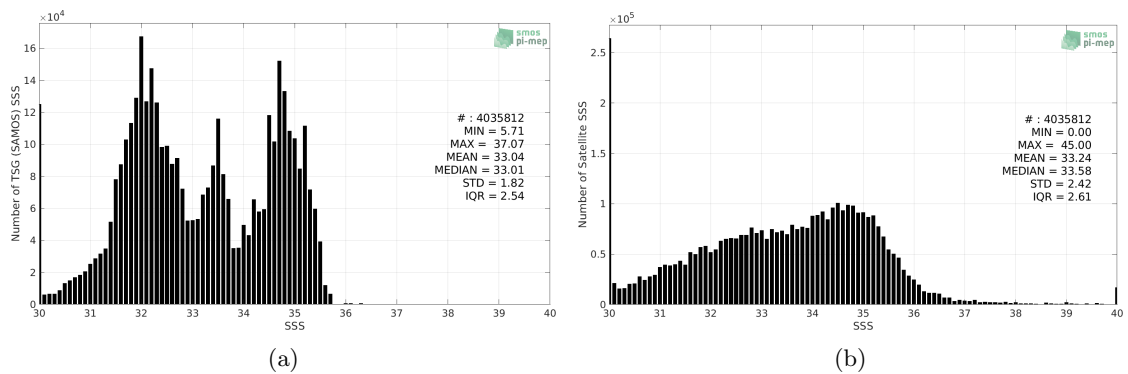 ×10⁴
16
14
12
10
8
6
4
2
0
Number of TSG (SAMOS) SSS
smos
pi-mep
# : 4035812
MIN = 5.71
MAX = 37.07
MEAN = 33.04
MEDIAN = 33.01
STD = 1.82
IQR = 2.54
30 31 32 33 34 35 36 37 38 39 40
SSS
(a)
×10⁵
2.5
2
1.5
1
0.5
0
Number of Satellite SSS
smos
pi-mep
# : 4035812
MIN = 0.00
MAX = 45.00
MEAN = 33.24
MEDIAN = 33.58
STD = 2.42
IQR = 2.61
30 31 32 33 34 35 36 37 38 39 40
SSS
(b)